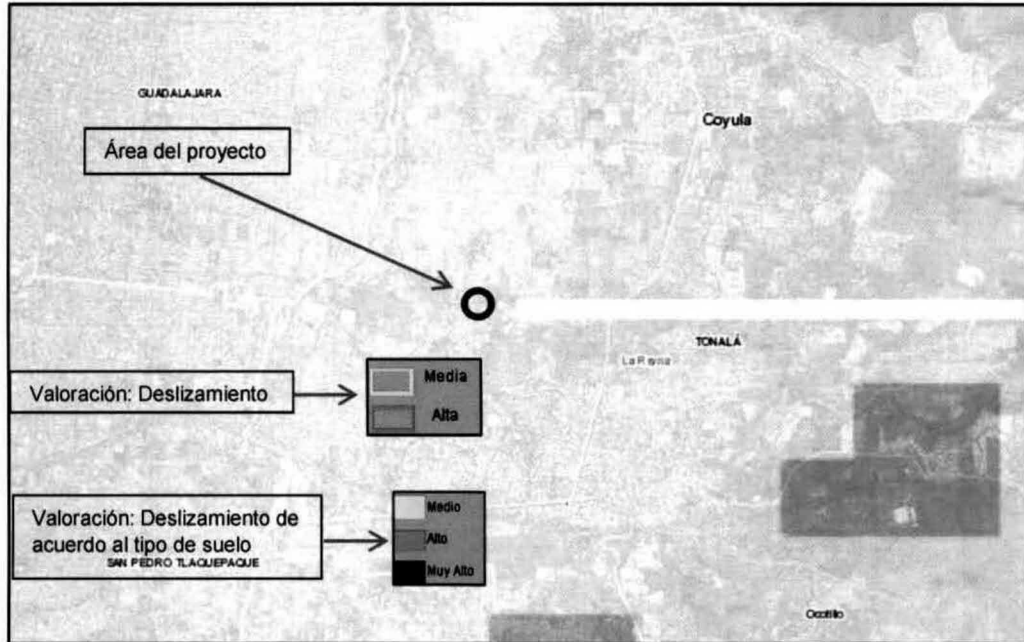 GUADALAJARA
Coyula
Área del proyecto
TONALÁ
La Reyna
Valoración: Deslizamiento
Media
Alta
Valoración: Deslizamiento de
acuerdo al tipo de suelo
SAN PEDRO TLAQUEPAQUE
Medio
Alto
Muy Alto
Ocotillo